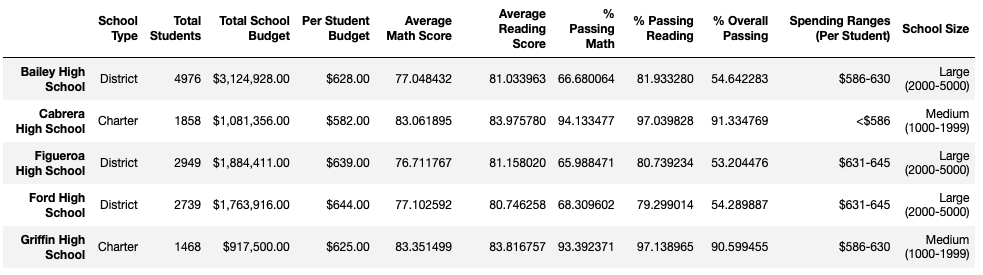 School Type Total Students Total School Budget Per Student Budget Average Math Score Average Reading Score % Passing Math % Passing Reading % Overall Passing Spending Ranges (Per Student) School Size
Bailey High School District 4976 $3,124,928.00 $628.00 77.048432 81.033963 66.680064 81.933280 54.642283 $586-630 Large (2000-5000)
Cabrera High School Charter 1858 $1,081,356.00 $582.00 83.061895 83.975780 94.133477 97.039828 91.334769 <$586 Medium (1000-1999)
Figueroa High School District 2949 $1,884,411.00 $639.00 76.711767 81.158020 65.988471 80.739234 53.204476 $631-645 Large (2000-5000)
Ford High School District 2739 $1,763,916.00 $644.00 77.102592 80.746258 68.309602 79.299014 54.289887 $631-645 Large (2000-5000)
Griffin High School Charter 1468 $917,500.00 $625.00 83.351499 83.816757 93.392371 97.138965 90.599455 $586-630 Medium (1000-1999)